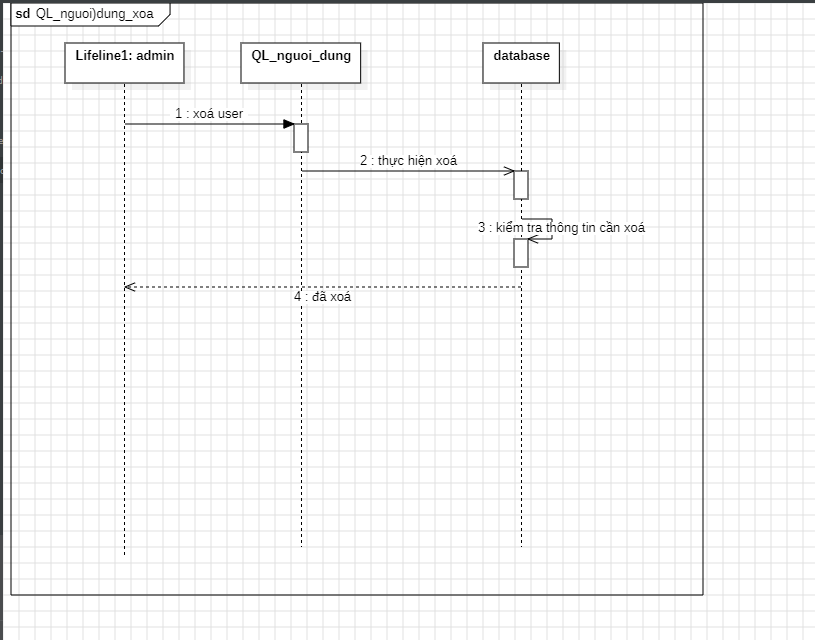 sd QL_nguoi)dung_xoa
Lifeline1: admin
QL_nguoi_dung
database
1 : xoá user
2 : thực hiện xoá
3 : kiểm tra thông tin cần xoá
4 : đã xoá